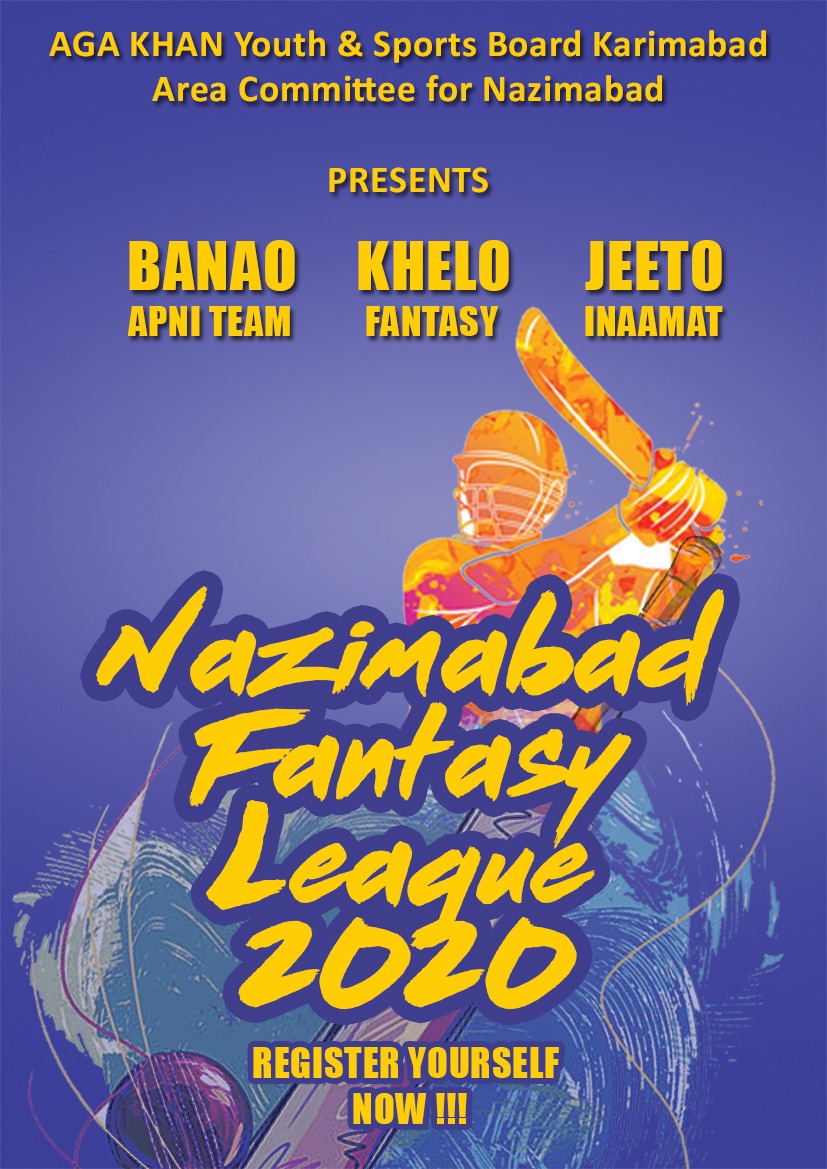 AGA KHAN Youth & Sports Board Karimabad
Area Committee for Nazimabad
PRESENTS
BANAO KHELO JEETO
APNI TEAM FANTASY INAAMAT
Nazimabad
Fantasy
League
2020
REGISTER YOURSELF
NOW !!!